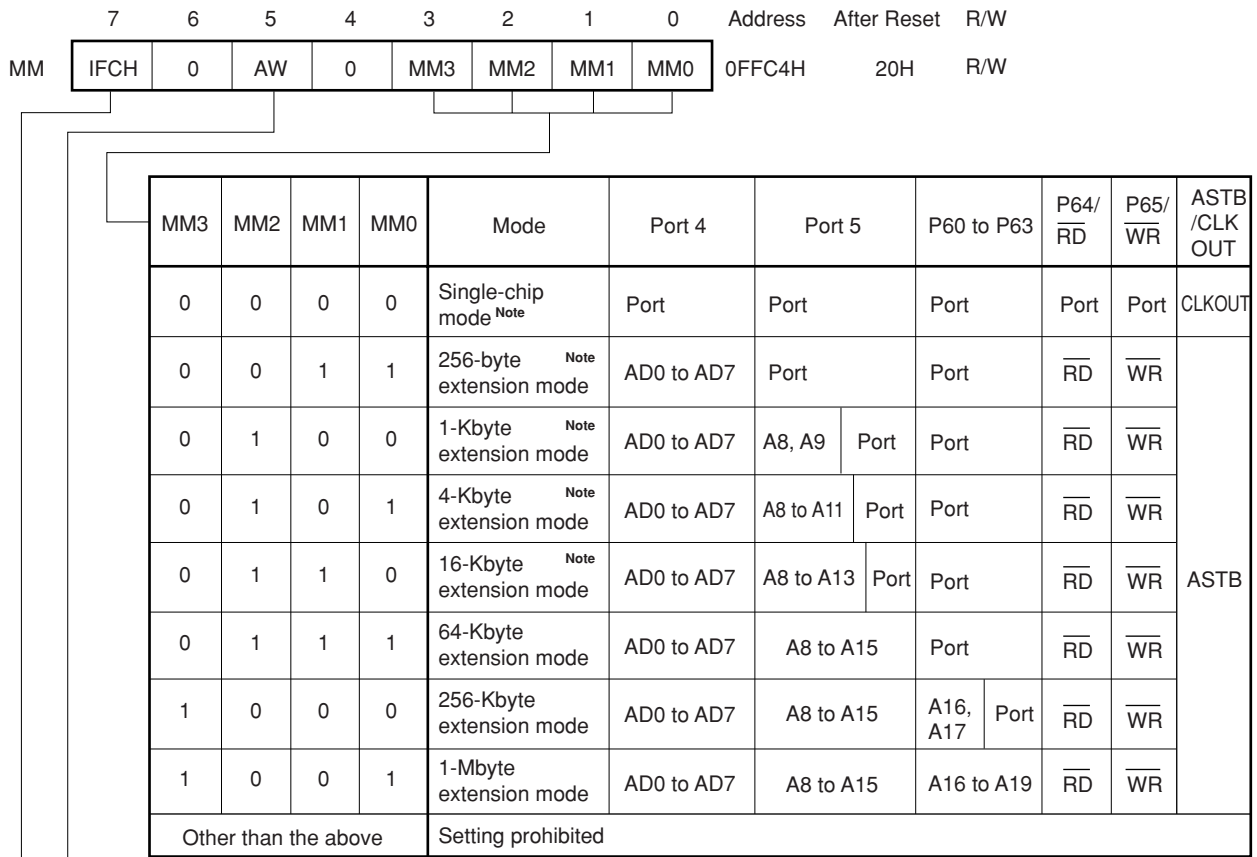 7 6 5 4 3 2 1 0 Address After Reset R/W
MM IFCH 0 AW 0 MM3 MM2 MM1 MM0 0FFC4H 20H R/W
MM3 MM2 MM1 MM0 Mode Port 4 Port 5 P60 to P63 P64/ RD P65/ WR ASTB /CLK OUT
0 0 0 0 Single-chip mode Note Port Port Port Port Port CLKOUT
0 0 1 1 256-byte Note extension mode AD0 to AD7 Port Port RD WR
0 1 0 0 1-Kbyte Note extension mode AD0 to AD7 A8, A9 Port Port RD WR
0 1 0 1 4-Kbyte Note extension mode AD0 to AD7 A8 to A11 Port Port RD WR
0 1 1 0 16-Kbyte Note extension mode AD0 to AD7 A8 to A13 Port Port RD WR ASTB
0 1 1 1 64-Kbyte extension mode AD0 to AD7 A8 to A15 Port RD WR
1 0 0 0 256-Kbyte extension mode AD0 to AD7 A8 to A15 A16, A17 Port RD WR
1 0 0 1 1-Mbyte extension mode AD0 to AD7 A8 to A15 A16 to A19 RD WR
Other than the above Setting prohibited